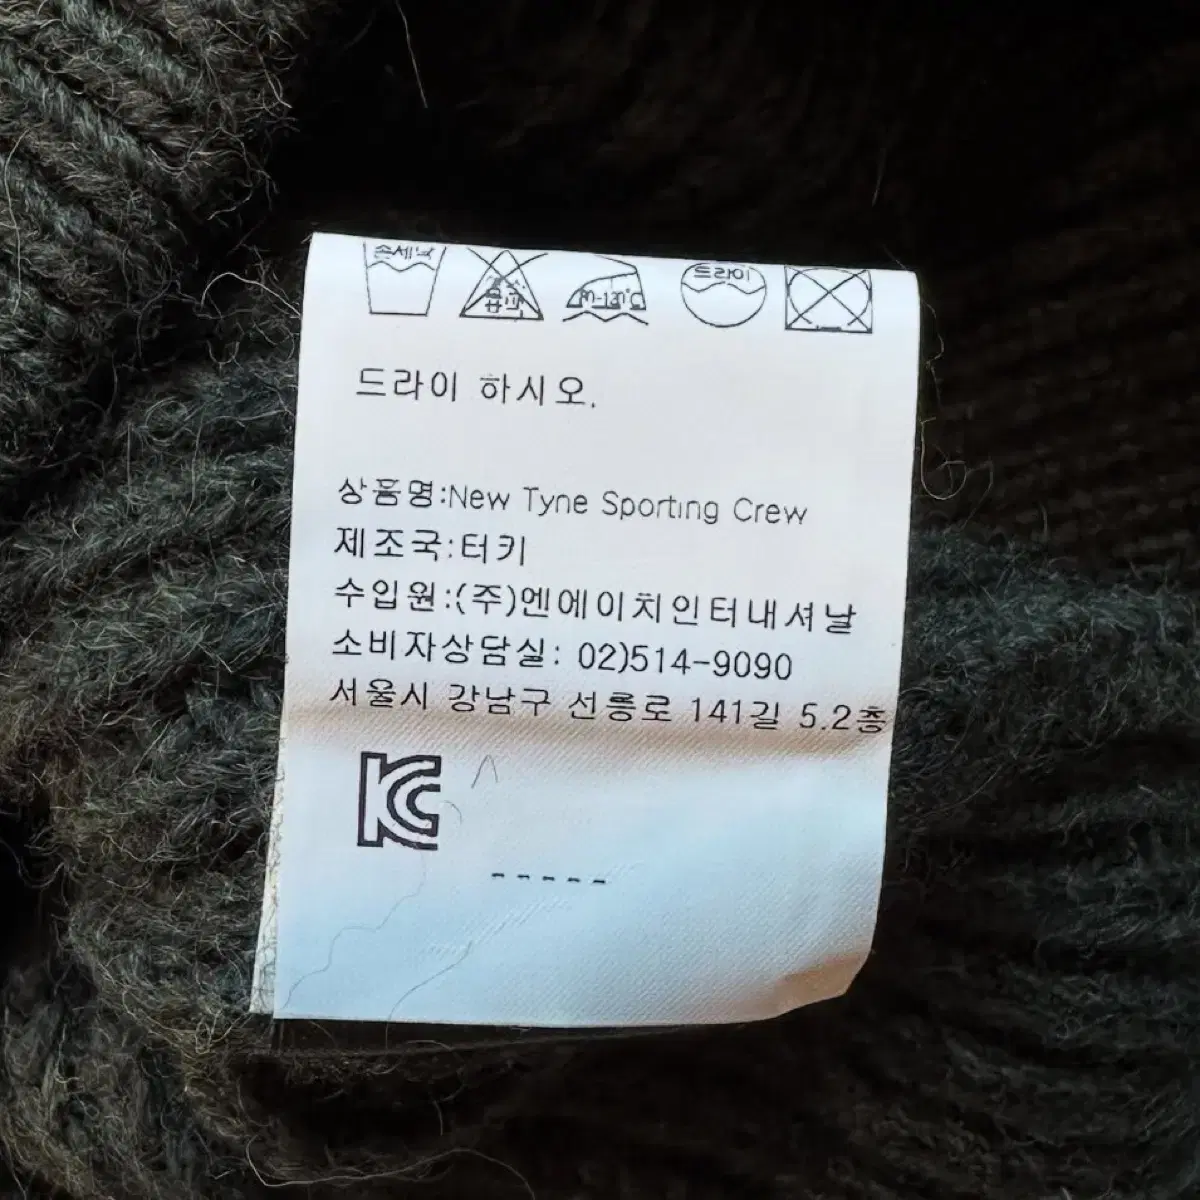 손세탁
드라이
드라이 하시오.
상품명:New Tyne Sporting Crew
제조국:터키
수입원:(주)엔에이치인터내셔날
소비자상담실: 02)514-9090
서울시 강남구 선릉로 141길 5.2층
KC
-----